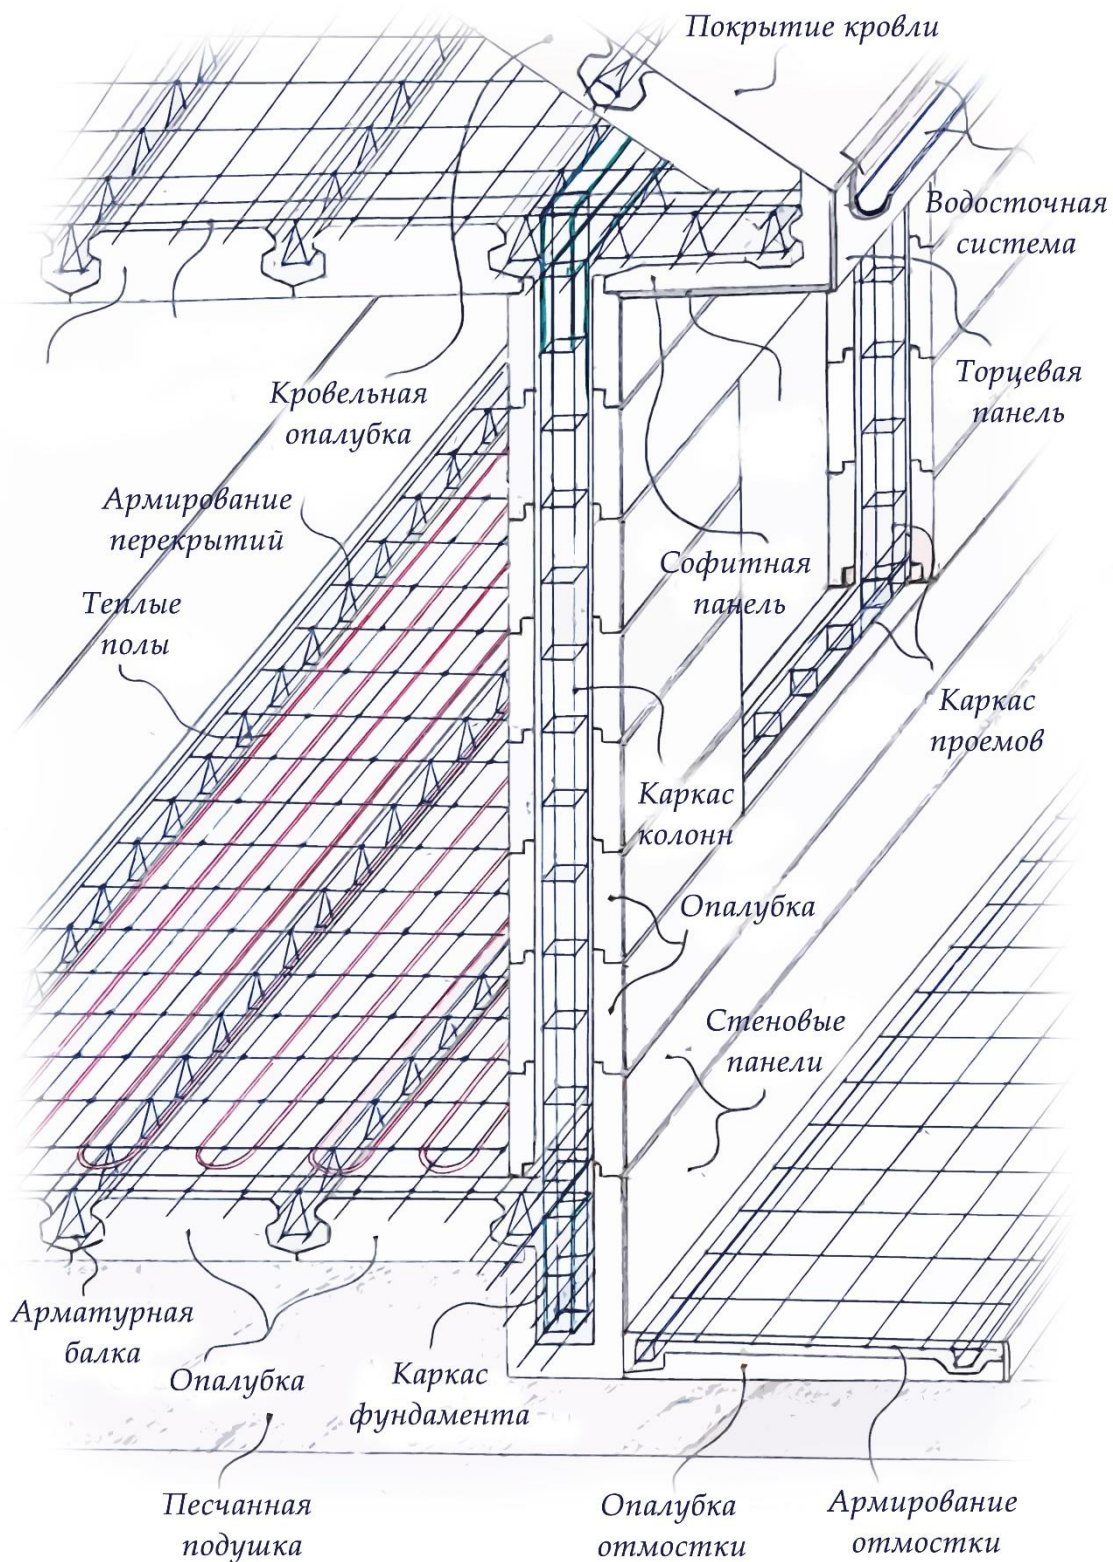 Покрытие кровли
Водосточная
система
Торцевая
панель
Кровельная
опалубка
Армирование
перекрытий
Софитная
панель
Теплые
полы
Каркас
проемов
Каркас
колонн
Опалубка
Стеновые
панели
Арматурная
балка
Опалубка
Каркас
фундамента
Песчанная
подушка
Опалубка
отмостки
Армирование
отмостки